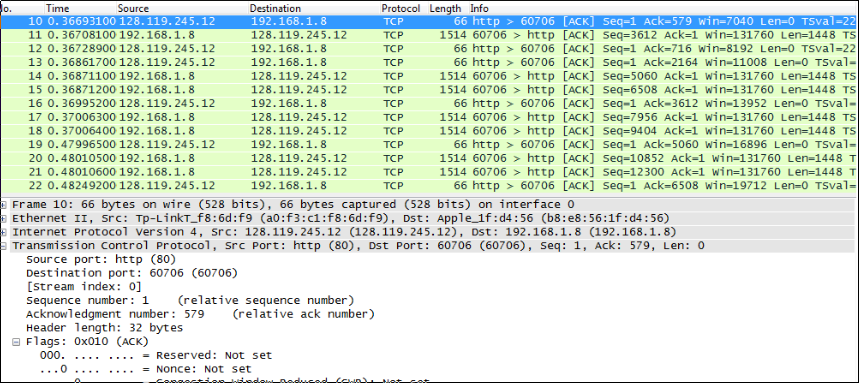 No. Time Source Destination Protocol Length Info
10 0.36693100 128.119.245.12 192.168.1.8 TCP 66 http > 60706 [ACK] Seq=1 Ack=579 Win=7040 Len=0 TSval=22
11 0.36708100 192.168.1.8 128.119.245.12 TCP 1514 60706 > http [ACK] Seq=3612 Ack=1 Win=131760 Len=1448 TS
12 0.36728900 128.119.245.12 192.168.1.8 TCP 66 http > 60706 [ACK] Seq=1 Ack=716 Win=8192 Len=0 TSval=22
13 0.36861700 128.119.245.12 192.168.1.8 TCP 66 http > 60706 [ACK] Seq=1 Ack=2164 Win=11008 Len=0 TSval=
14 0.36871100 192.168.1.8 128.119.245.12 TCP 1514 60706 > http [ACK] Seq=5060 Ack=1 Win=131760 Len=1448 TS
15 0.36871200 192.168.1.8 128.119.245.12 TCP 1514 60706 > http [ACK] Seq=6508 Ack=1 Win=131760 Len=1448 TS
16 0.36995200 128.119.245.12 192.168.1.8 TCP 66 http > 60706 [ACK] Seq=1 Ack=3612 Win=13952 Len=0 TSval=
17 0.37006300 192.168.1.8 128.119.245.12 TCP 1514 60706 > http [ACK] Seq=7956 Ack=1 Win=131760 Len=1448 TS
18 0.37006400 192.168.1.8 128.119.245.12 TCP 1514 60706 > http [ACK] Seq=9404 Ack=1 Win=131760 Len=1448 TS
19 0.47996500 128.119.245.12 192.168.1.8 TCP 66 http > 60706 [ACK] Seq=1 Ack=5060 Win=16896 Len=0 TSval=
20 0.48010500 192.168.1.8 128.119.245.12 TCP 1514 60706 > http [ACK] Seq=10852 Ack=1 Win=131760 Len=1448 T
21 0.48010600 192.168.1.8 128.119.245.12 TCP 1514 60706 > http [ACK] Seq=12300 Ack=1 Win=131760 Len=1448 T
22 0.48249200 128.119.245.12 192.168.1.8 TCP 66 http > 60706 [ACK] Seq=1 Ack=6508 Win=19712 Len=0 TSval=
Frame 10: 66 bytes on wire (528 bits), 66 bytes captured (528 bits) on interface 0
Ethernet II, Src: Tp-LinkT_f8:6d:f9 (a0:f3:c1:f8:6d:f9), Dst: Apple_1f:d4:56 (b8:e8:56:1f:d4:56)
Internet Protocol Version 4, Src: 128.119.245.12 (128.119.245.12), Dst: 192.168.1.8 (192.168.1.8)
Transmission Control Protocol, Src Port: http (80), Dst Port: 60706 (60706), Seq: 1, Ack: 579, Len: 0
Source port: http (80)
Destination port: 60706 (60706)
[Stream index: 0]
Sequence number: 1 (relative sequence number)
Acknowledgment number: 579 (relative ack number)
Header length: 32 bytes
Flags: 0x010 (ACK)
000. .... .... = Reserved: Not set
...0 .... .... = Nonce: Not set
.... 0... .... = Congestion Window Reduced (CWR): Not set